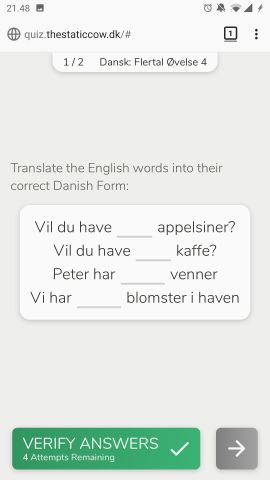 21.48
quiz.thestaticcow.dk/#
1
1 / 2 Dansk: Flertal Øvelse 4
Translate the English words into their
correct Danish Form:
Vil du have ____ appelsiner?
Vil du have ____ kaffe?
Peter har _____ venner
Vi har _____ blomster i haven
VERIFY ANSWERS
4 Attempts Remaining